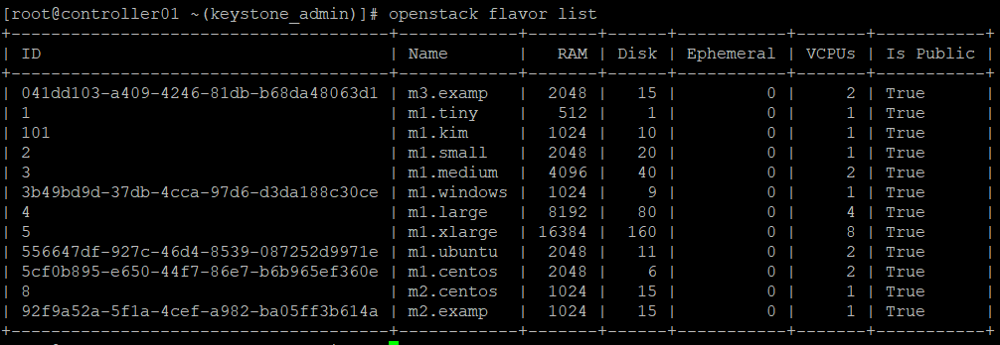 [root@controller01 ~(keystone_admin)]# openstack flavor list
+--------------------------------------+------------+-------+------+-----------+-------+-----------+
| ID                                   | Name       |   RAM | Disk | Ephemeral | VCPUs | Is Public |
+--------------------------------------+------------+-------+------+-----------+-------+-----------+
| 041dd103-a409-4246-81db-b68da48063d1 | m3.examp   |  2048 |   15 |         0 |     2 | True      |
| 1                                    | m1.tiny    |   512 |    1 |         0 |     1 | True      |
| 101                                  | m1.kim     |  1024 |   10 |         0 |     1 | True      |
| 2                                    | m1.small   |  2048 |   20 |         0 |     1 | True      |
| 3                                    | m1.medium  |  4096 |   40 |         0 |     2 | True      |
| 3b49bd9d-37db-4cca-97d6-d3da188c30ce | m1.windows |  1024 |    9 |         0 |     1 | True      |
| 4                                    | m1.large   |  8192 |   80 |         0 |     4 | True      |
| 5                                    | m1.xlarge  | 16384 |  160 |         0 |     8 | True      |
| 556647df-927c-46d4-8539-087252d9971e | m1.ubuntu  |  2048 |   11 |         0 |     2 | True      |
| 5cf0b895-e650-44f7-86e7-b6b965ef360e | m1.centos  |  2048 |    6 |         0 |     2 | True      |
| 8                                    | m2.centos  |  1024 |   15 |         0 |     1 | True      |
| 92f9a52a-5f1a-4cef-a982-ba05ff3b614a | m2.examp   |  1024 |   15 |         0 |     1 | True      |
+--------------------------------------+------------+-------+------+-----------+-------+-----------+